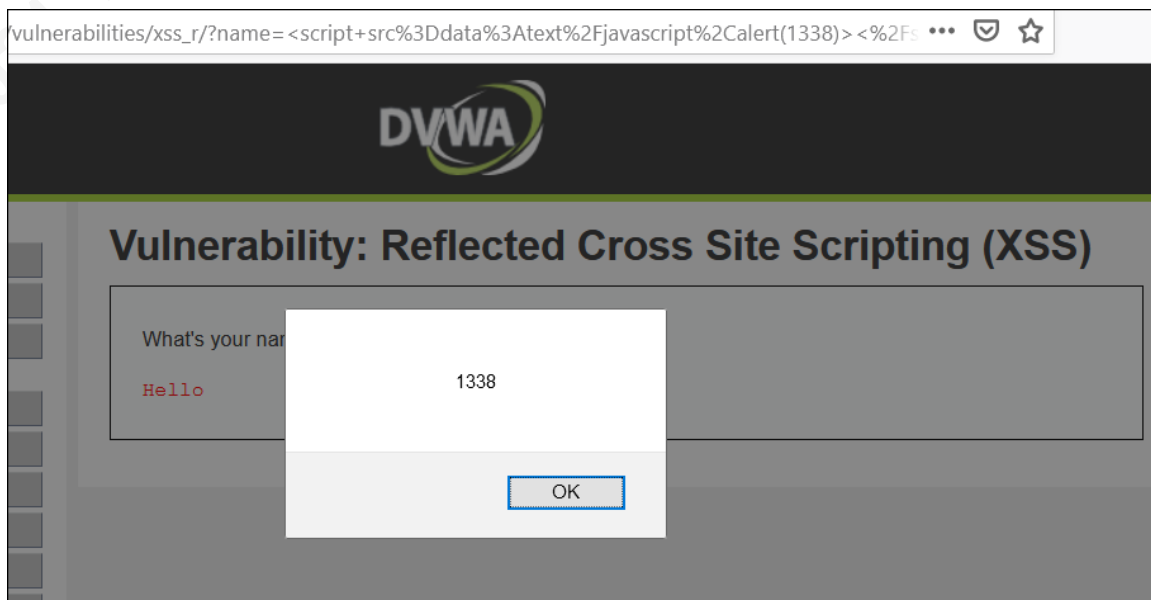 /vulnerabilities/xss_r/?name=<script+src%3Ddata%3Atext%2Fjavascript%2Calert(1338)><%2Fs
DVWA
Vulnerability: Reflected Cross Site Scripting (XSS)
What's your nar
1338
Hello
OK